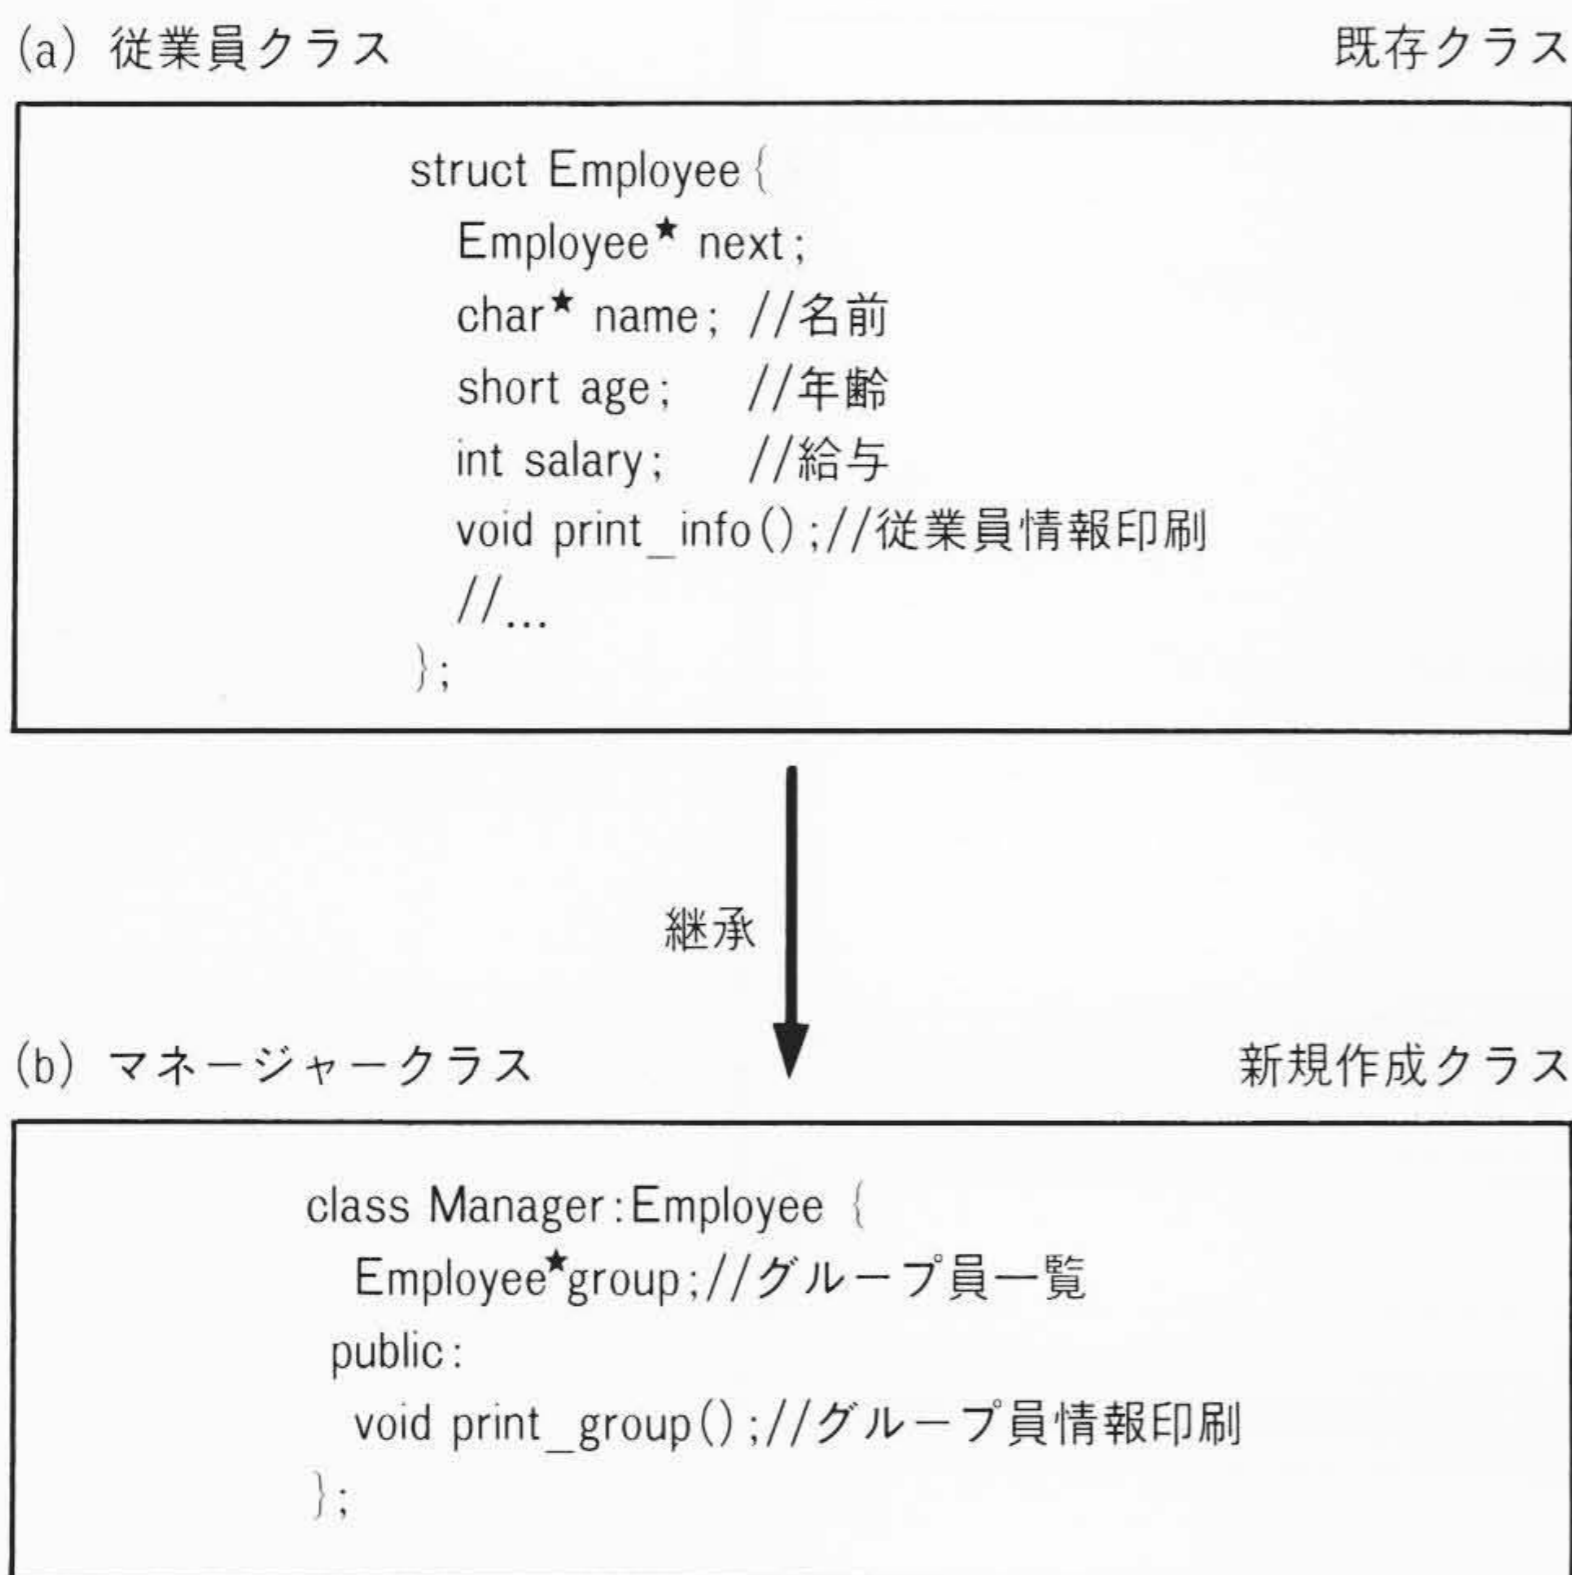 (a) 従業員クラス 既存クラス
struct Employee{
Employee★ next;
char★ name; //名前
short age; //年齢
int salary; //給与
void print_info();//従業員情報印刷
//...
};
継承
(b) マネージャークラス 新規作成クラス
class Manager:Employee {
Employee★group;//グループ員一覧
public:
void print_group();//グループ員情報印刷
};